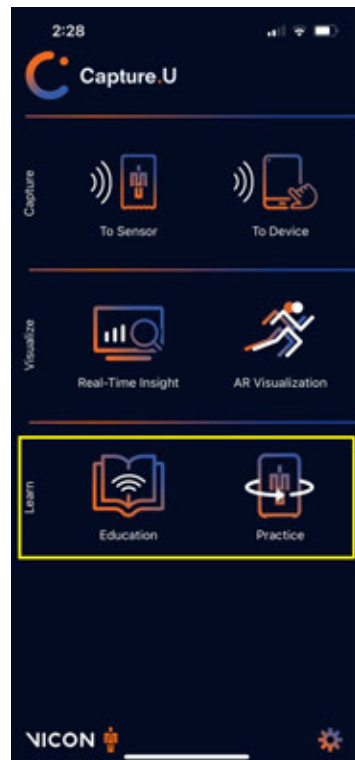 2:28
Capture.U
Capture
To Sensor
To Device
Visualize
Real-Time Insight
AR Visualization
Learn
Education
Practice
VICON